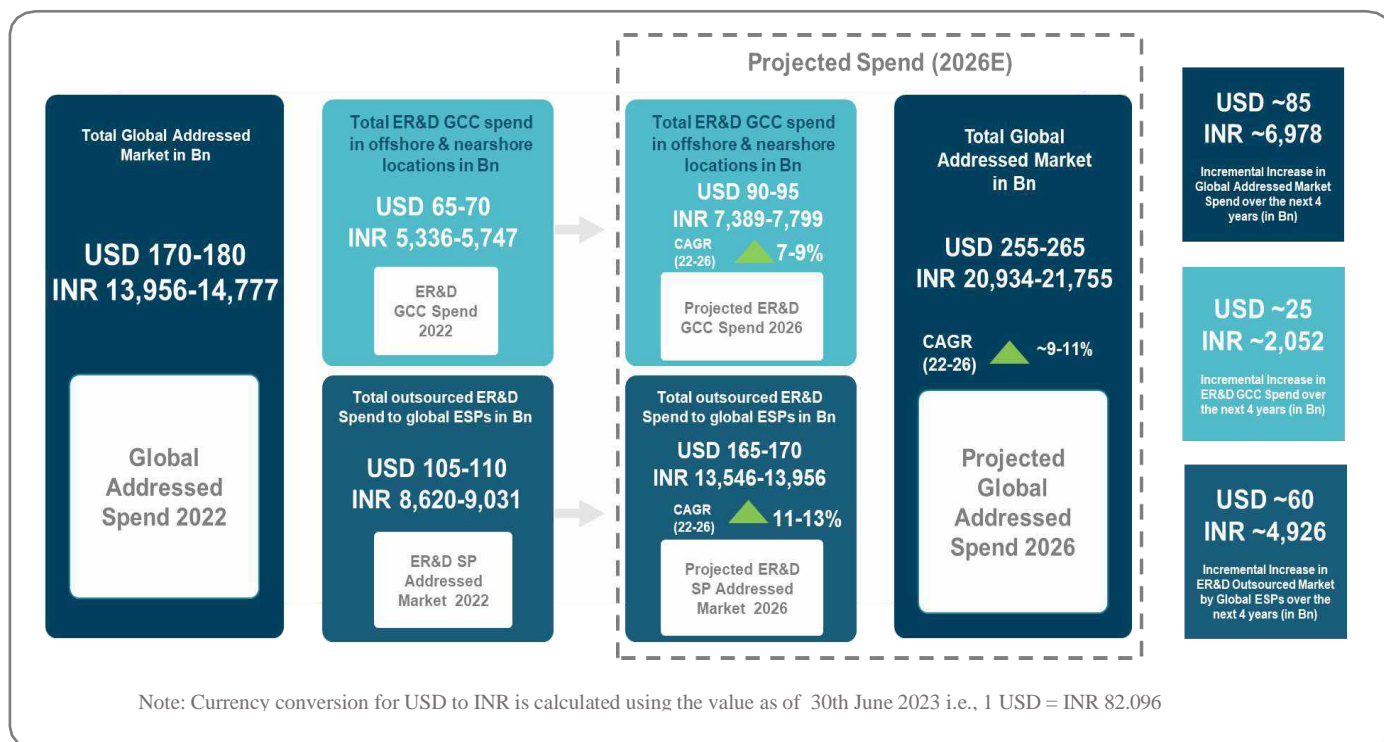 Projected Spend (2026E)
Total Global Addressed
Market in Bn
USD 170-180
INR 13,956-14,777
Global
Addressed
Spend 2022
Total ER&D GCC spend
in offshore & nearshore
locations in Bn
USD 65-70
INR 5,336-5,747
ER&D
GCC Spend
2022
Total outsourced ER&D
Spend to global ESPs in Bn
USD 105-110
INR 8,620-9,031
ER&D SP
Addressed
Market 2022
Total ER&D GCC spend
in offshore & nearshore
locations in Bn
USD 90-95
INR 7,389-7,799
CAGR
(22-26)
7-9%
Projected ER&D
GCC Spend 2026
Total outsourced ER&D
Spend to global ESPs in Bn
USD 165-170
INR 13,546-13,956
CAGR
(22-26)
11-13%
Projected ER&D
SP Addressed
Market 2026
Total Global
Addressed Market
in Bn
USD 255-265
INR 20,934-21,755
CAGR
(22-26)
~9-11%
Projected
Global
Addressed
Spend 2026
USD ~85
INR ~6,978
Incremental Increase in
Global Addressed Market
Spend over the next 4
years (in Bn)
USD ~25
INR ~2,052
Incremental Increase in
ER&D GCC Spend over
the next 4 years (in Bn)
USD ~60
INR ~4,926
Incremental Increase in
ER&D Outsourced Market
by Global ESPs over the
next 4 years (in Bn)
Note: Currency conversion for USD to INR is calculated using the value as of 30th June 2023 i.e., 1 USD = INR 82.096